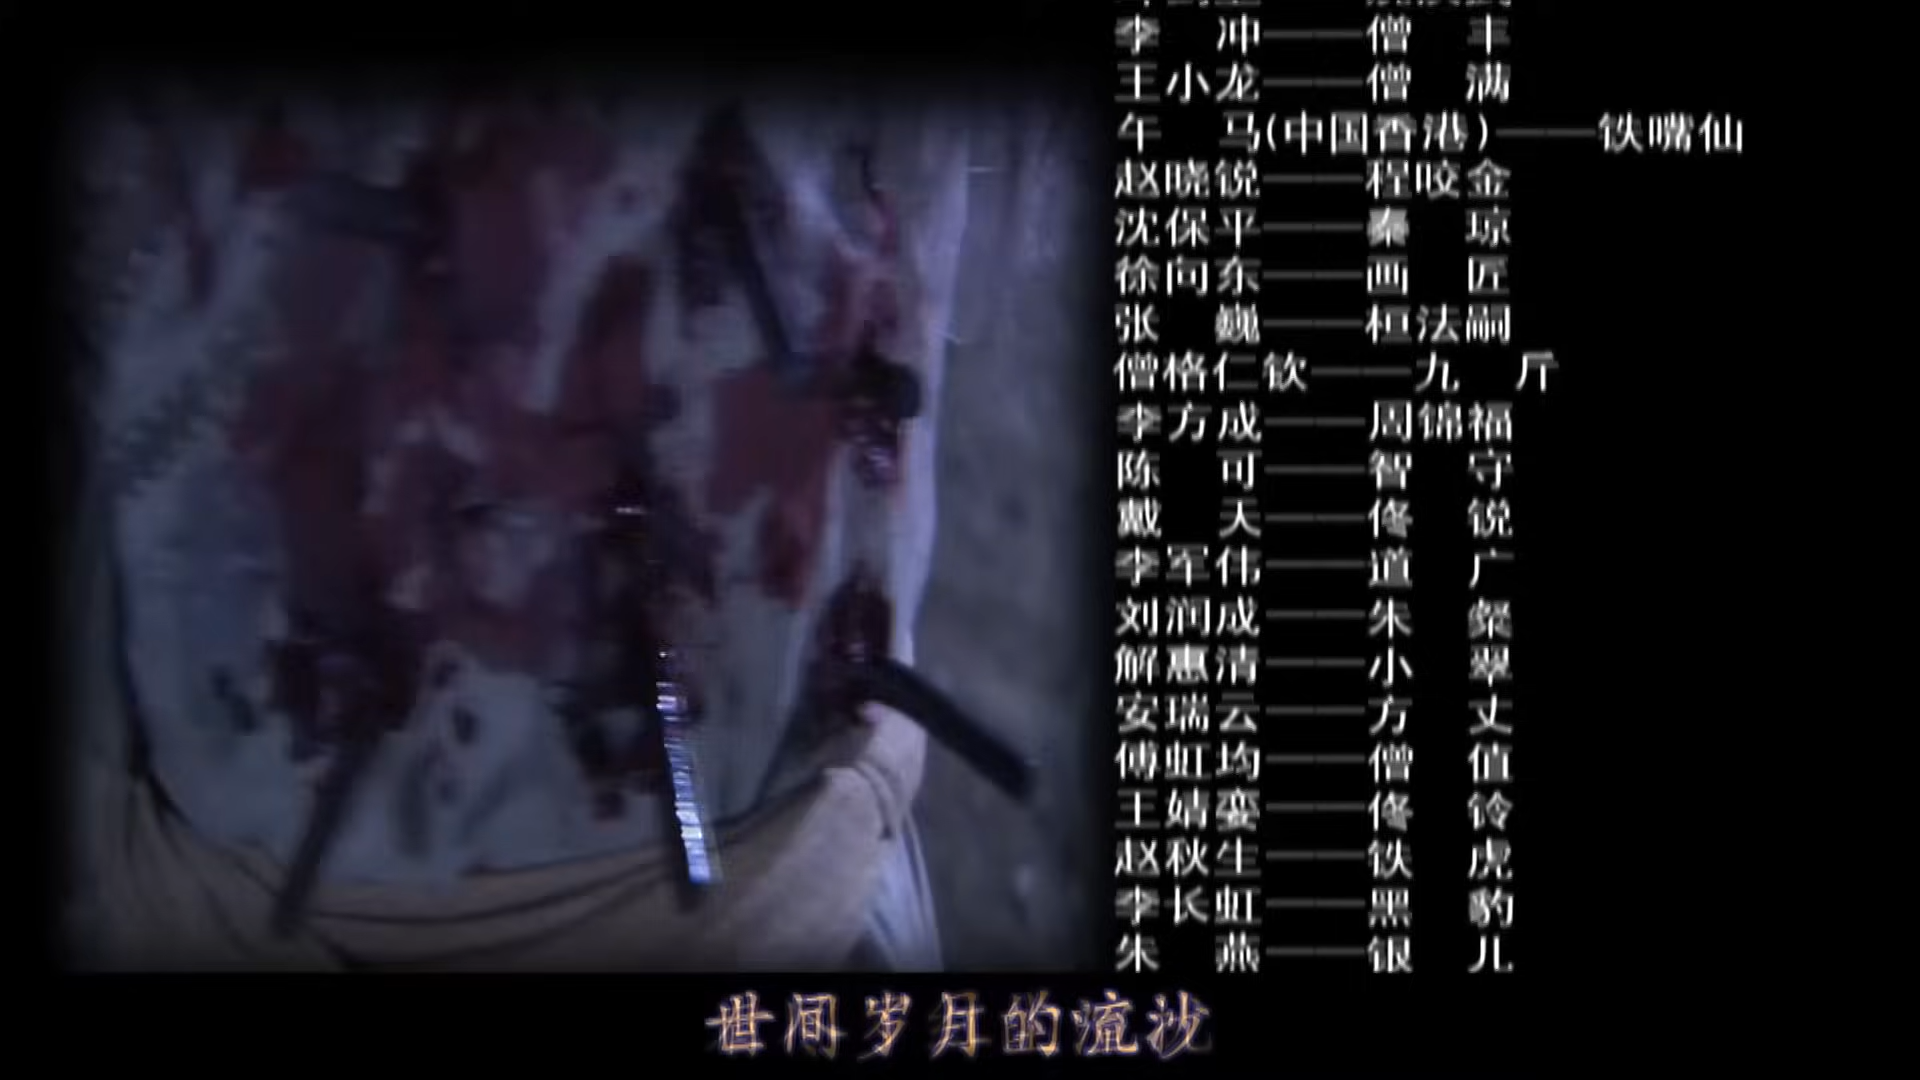 李 冲——僧 丰
王小龙——僧 满
午 马(中国香港)——铁嘴仙
赵晓锐——程咬金
沈保平——秦 琼
徐向东——画 匠
张 巍——桓法嗣
僧格仁钦——九 斤
李方成——周锦福
陈 可——智 守
戴 天——佟 锐
李军伟——道 广
刘润成——朱 粲
解惠清——小 翠
安瑞云——方 丈
傅虹均——僧 值
王婧娈——佟 铃
赵秋生——铁 虎
李长虹——黑 豹
朱 燕——银 儿
世间岁月的流沙